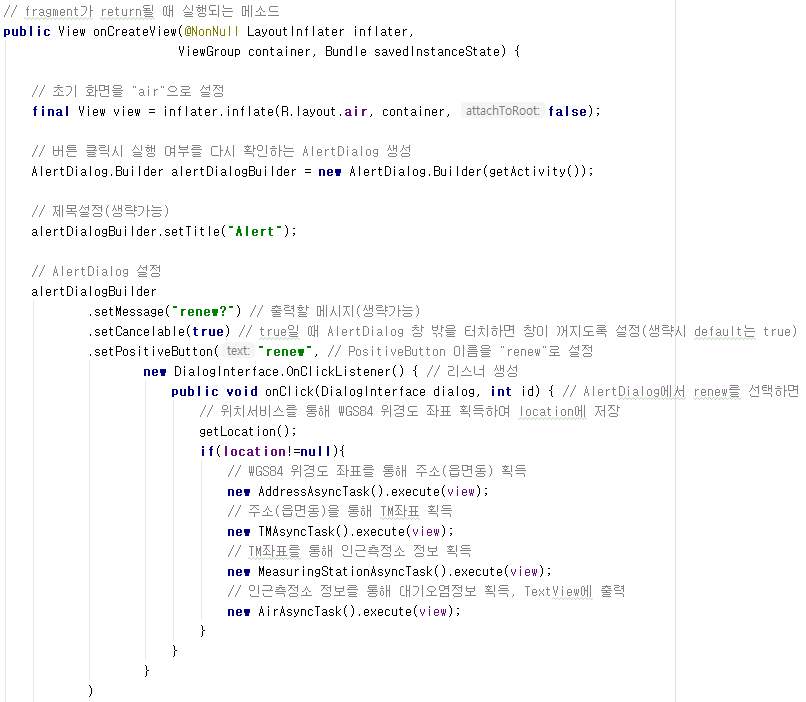 // fragment가 return될 때 실행되는 메소드
public View onCreateView(@NonNull LayoutInflater inflater,
                         ViewGroup container, Bundle savedInstanceState) {

    // 초기 화면을 "air"으로 설정
    final View view = inflater.inflate(R.layout.air, container, attachToRoot: false);

    // 버튼 클릭시 실행 여부를 다시 확인하는 AlertDialog 생성
    AlertDialog.Builder alertDialogBuilder = new AlertDialog.Builder(getActivity());

    // 제목설정(생략가능)
    alertDialogBuilder.setTitle("Alert");

    // AlertDialog 설정
    alertDialogBuilder
            .setMessage("renew?") // 출력할 메시지(생략가능)
            .setCancelable(true) // true일 때 AlertDialog 창 밖을 터치하면 창이 꺼지도록 설정(생략시 default는 true)
            .setPositiveButton( text: "renew", // PositiveButton 이름을 "renew"로 설정
                    new DialogInterface.OnClickListener() { // 리스너 생성
                        public void onClick(DialogInterface dialog, int id) { // AlertDialog에서 renew를 선택하면
                            // 위치서비스를 통해 WGS84 위경도 좌표 획득하여 location에 저장
                            getLocation();
                            if(location!=null){
                                // WGS84 위경도 좌표를 통해 주소(읍면동) 획득
                                new AddressAsyncTask().execute(view);
                                // 주소(읍면동)을 통해 TM좌표 획득
                                new TMAsyncTask().execute(view);
                                // TM좌표를 통해 인근측정소 정보 획득
                                new MeasuringStationAsyncTask().execute(view);
                                // 인근측정소 정보를 통해 대기오염정보 획득, TextView에 출력
                                new AirAsyncTask().execute(view);
                            }
                        }
                    }
            )